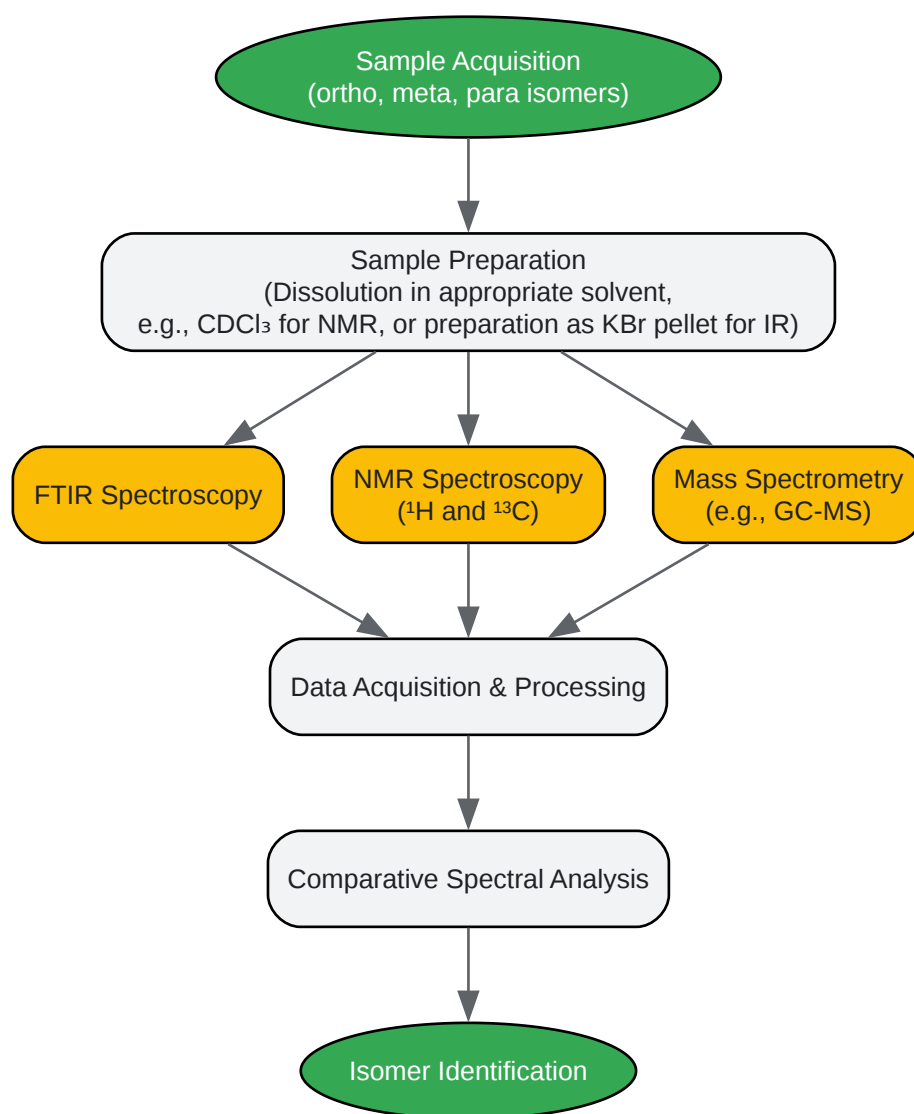 Sample Acquisition
(ortho, meta, para isomers)
Sample Preparation
(Dissolution in appropriate solvent,
e.g., CDCl₃ for NMR, or preparation as KBr pellet for IR)
FTIR Spectroscopy
NMR Spectroscopy
(¹H and ¹³C)
Mass Spectrometry
(e.g., GC-MS)
Data Acquisition & Processing
Comparative Spectral Analysis
Isomer Identification